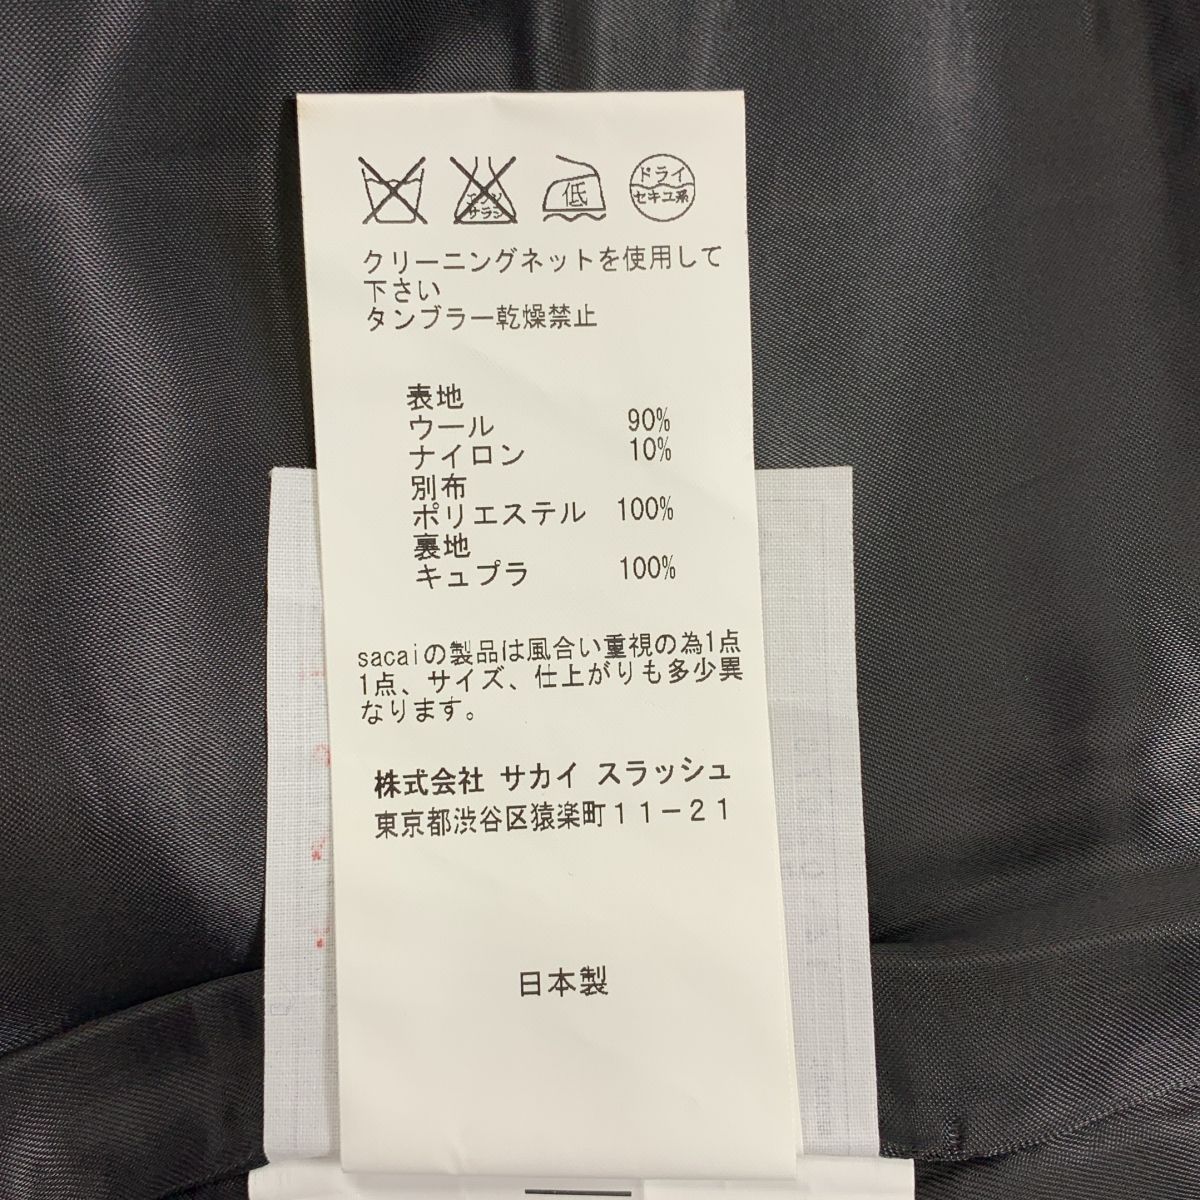 エンソ
サラシ
低
ドライ
セキユ系
クリーニングネットを使用して
下さい
タンブラー乾燥禁止
表地
ウール 90%
ナイロン 10%
別布
ポリエステル 100%
裏地
キュプラ 100%
sacaiの製品は風合い重視の為1点
1点、サイズ、仕上がりも多少異
なります。
株式会社 サカイ スラッシュ
東京都渋谷区猿楽町11-21
日本製